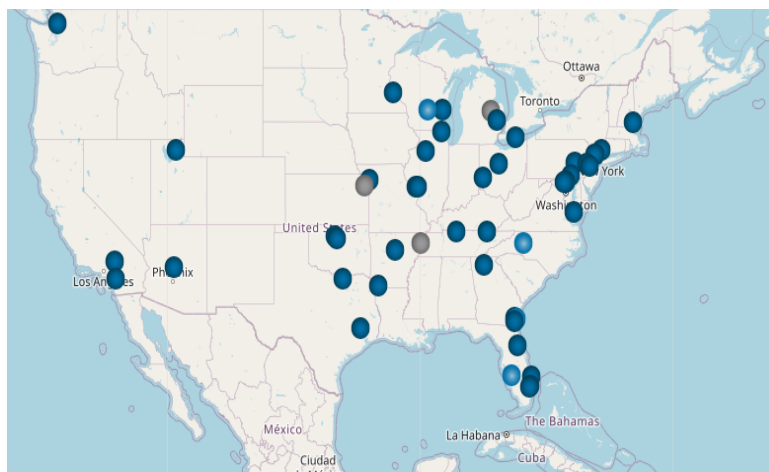 Ottawa
Toronto
York
Washington
United States
Los Angeles
Phoenix
The Bahamas
México
La Habana
Cuba
Ciudad